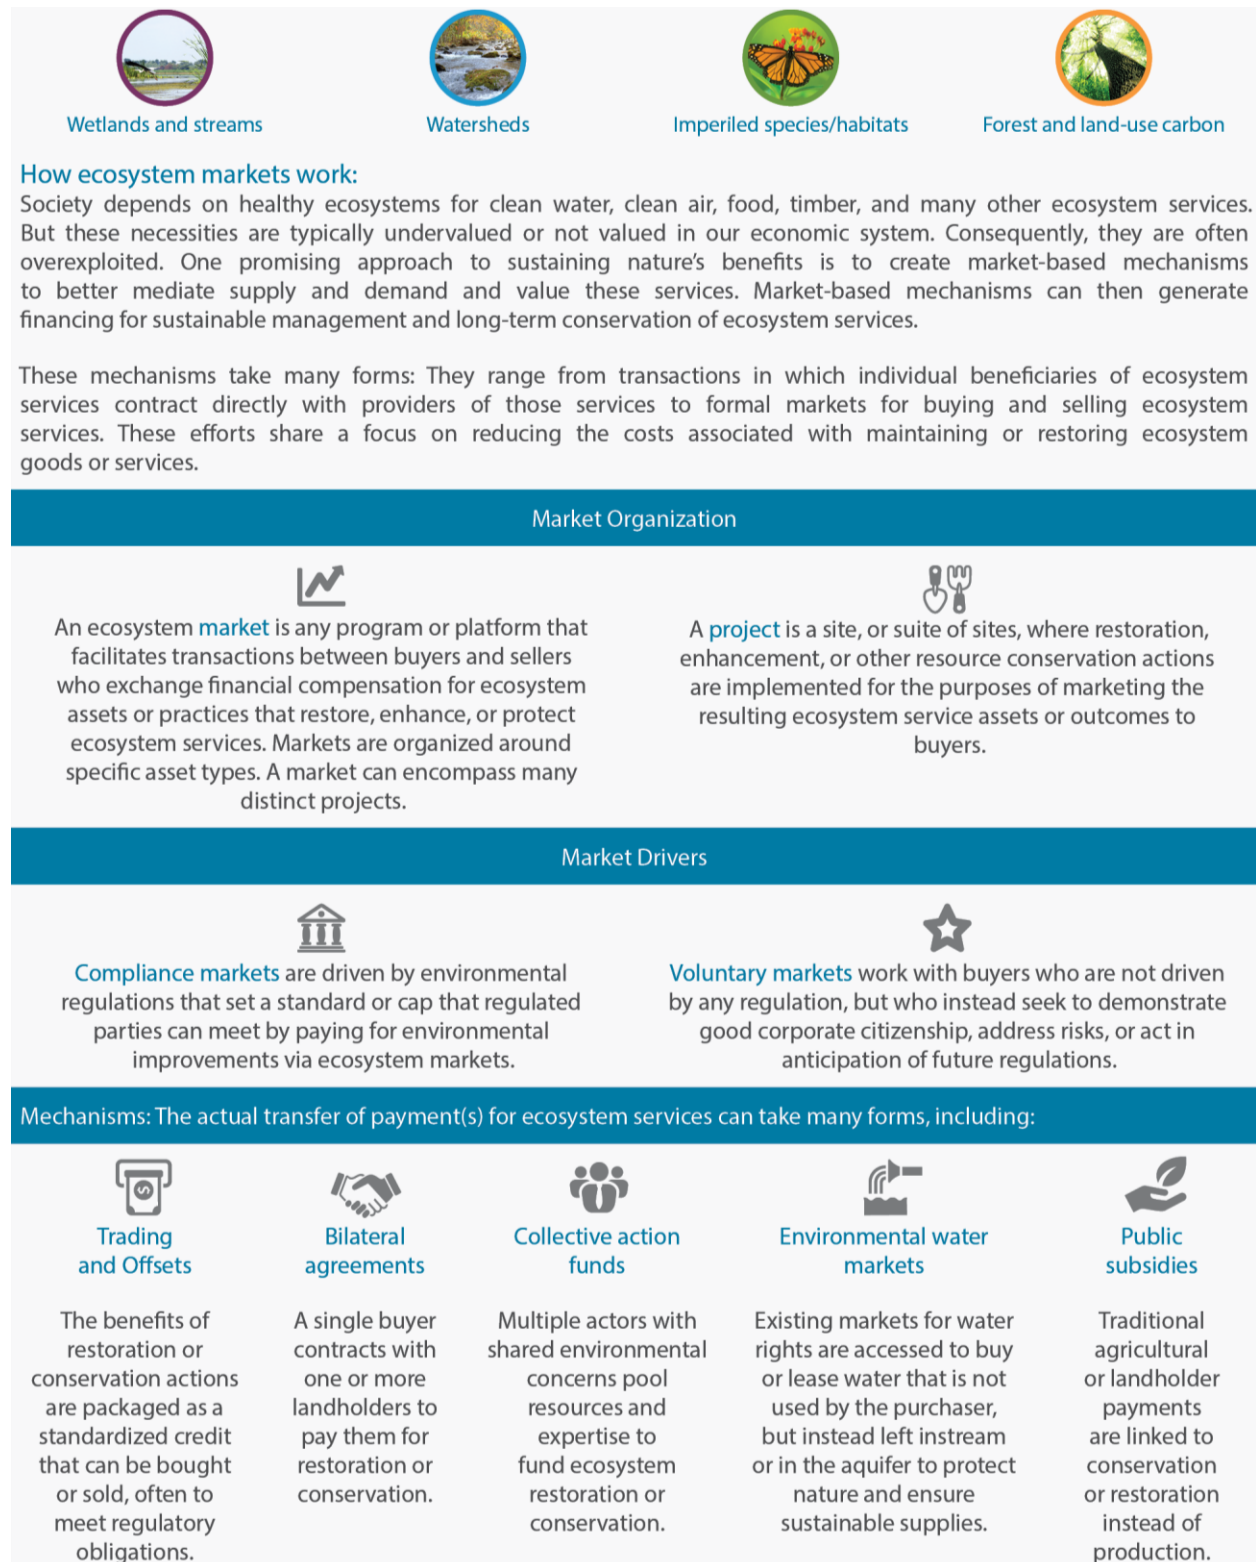 Wetlands and streams
Watersheds
Imperiled species/habitats
Forest and land-use carbon
How ecosystem markets work:
Society depends on healthy ecosystems for clean water, clean air, food, timber, and many other ecosystem services.
But these necessities are typically undervalued or not valued in our economic system. Consequently, they are often
overexploited. One promising approach to sustaining nature's benefits is to create market-based mechanisms
to better mediate supply and demand and value these services. Market-based mechanisms can then generate
financing for sustainable management and long-term conservation of ecosystem services.
These mechanisms take many forms: They range from transactions in which individual beneficiaries of ecosystem
services contract directly with providers of those services to formal markets for buying and selling ecosystem
services. These efforts share a focus on reducing the costs associated with maintaining or restoring ecosystem
goods or services.
Market Organization
An ecosystem market is any program or platform that
facilitates transactions between buyers and sellers
who exchange financial compensation for ecosystem
assets or practices that restore, enhance, or protect
ecosystem services. Markets are organized around
specific asset types. A market can encompass many
distinct projects.
A project is a site, or suite of sites, where restoration,
enhancement, or other resource conservation actions
are implemented for the purposes of marketing the
resulting ecosystem service assets or outcomes to
buyers.
Market Drivers
Compliance markets are driven by environmental
regulations that set a standard or cap that regulated
parties can meet by paying for environmental
improvements via ecosystem markets.
Voluntary markets work with buyers who are not driven
by any regulation, but who instead seek to demonstrate
good corporate citizenship, address risks, or act in
anticipation of future regulations.
Mechanisms: The actual transfer of payment(s) for ecosystem services can take many forms, including:
Trading
and Offsets
The benefits of
restoration or
conservation actions
are packaged as a
standardized credit
that can be bought
or sold, often to
meet regulatory
obligations.
Bilateral
agreements
A single buyer
contracts with
one or more
landholders to
pay them for
restoration or
conservation.
Collective action
funds
Multiple actors with
shared environmental
concerns pool
resources and
expertise to
fund ecosystem
restoration or
conservation.
Environmental water
markets
Existing markets for water
rights are accessed to buy
or lease water that is not
used by the purchaser,
but instead left instream
or in the aquifer to protect
nature and ensure
sustainable supplies.
Public
subsidies
Traditional
agricultural
or landholder
payments
are linked to
conservation
or restoration
instead of
production.